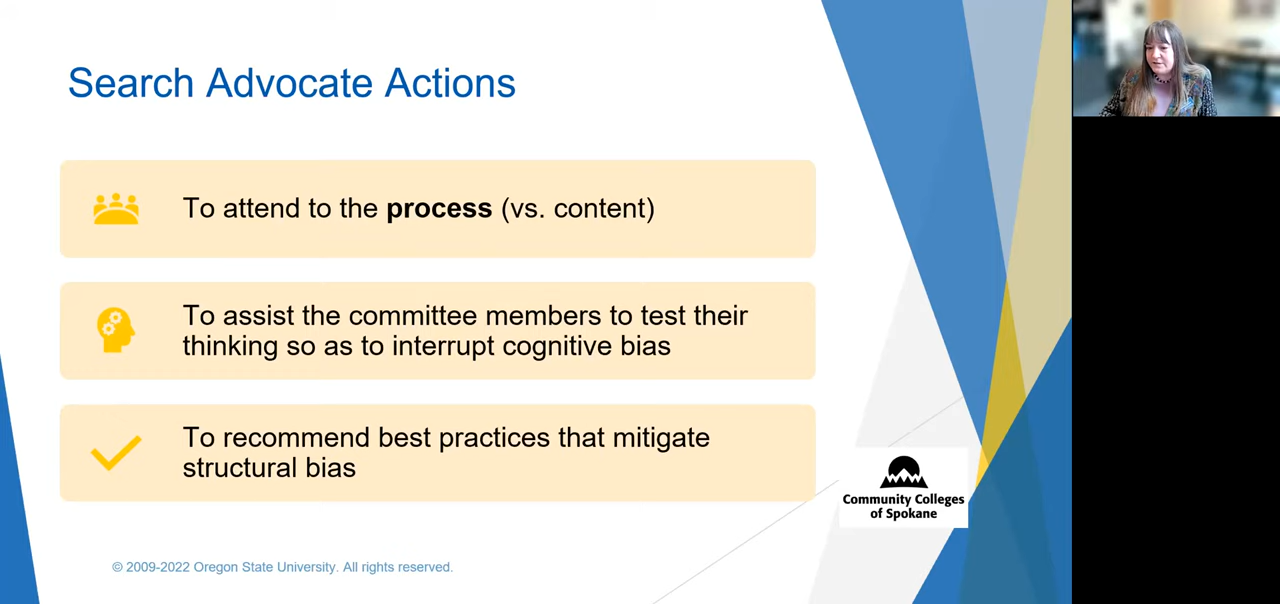 Search Advocate Actions
To attend to the process (vs. content)
To assist the committee members to test their
thinking so as to interrupt cognitive bias
To recommend best practices that mitigate
structural bias
Community Colleges
of Spokane
© 2009-2022 Oregon State University. All rights reserved.